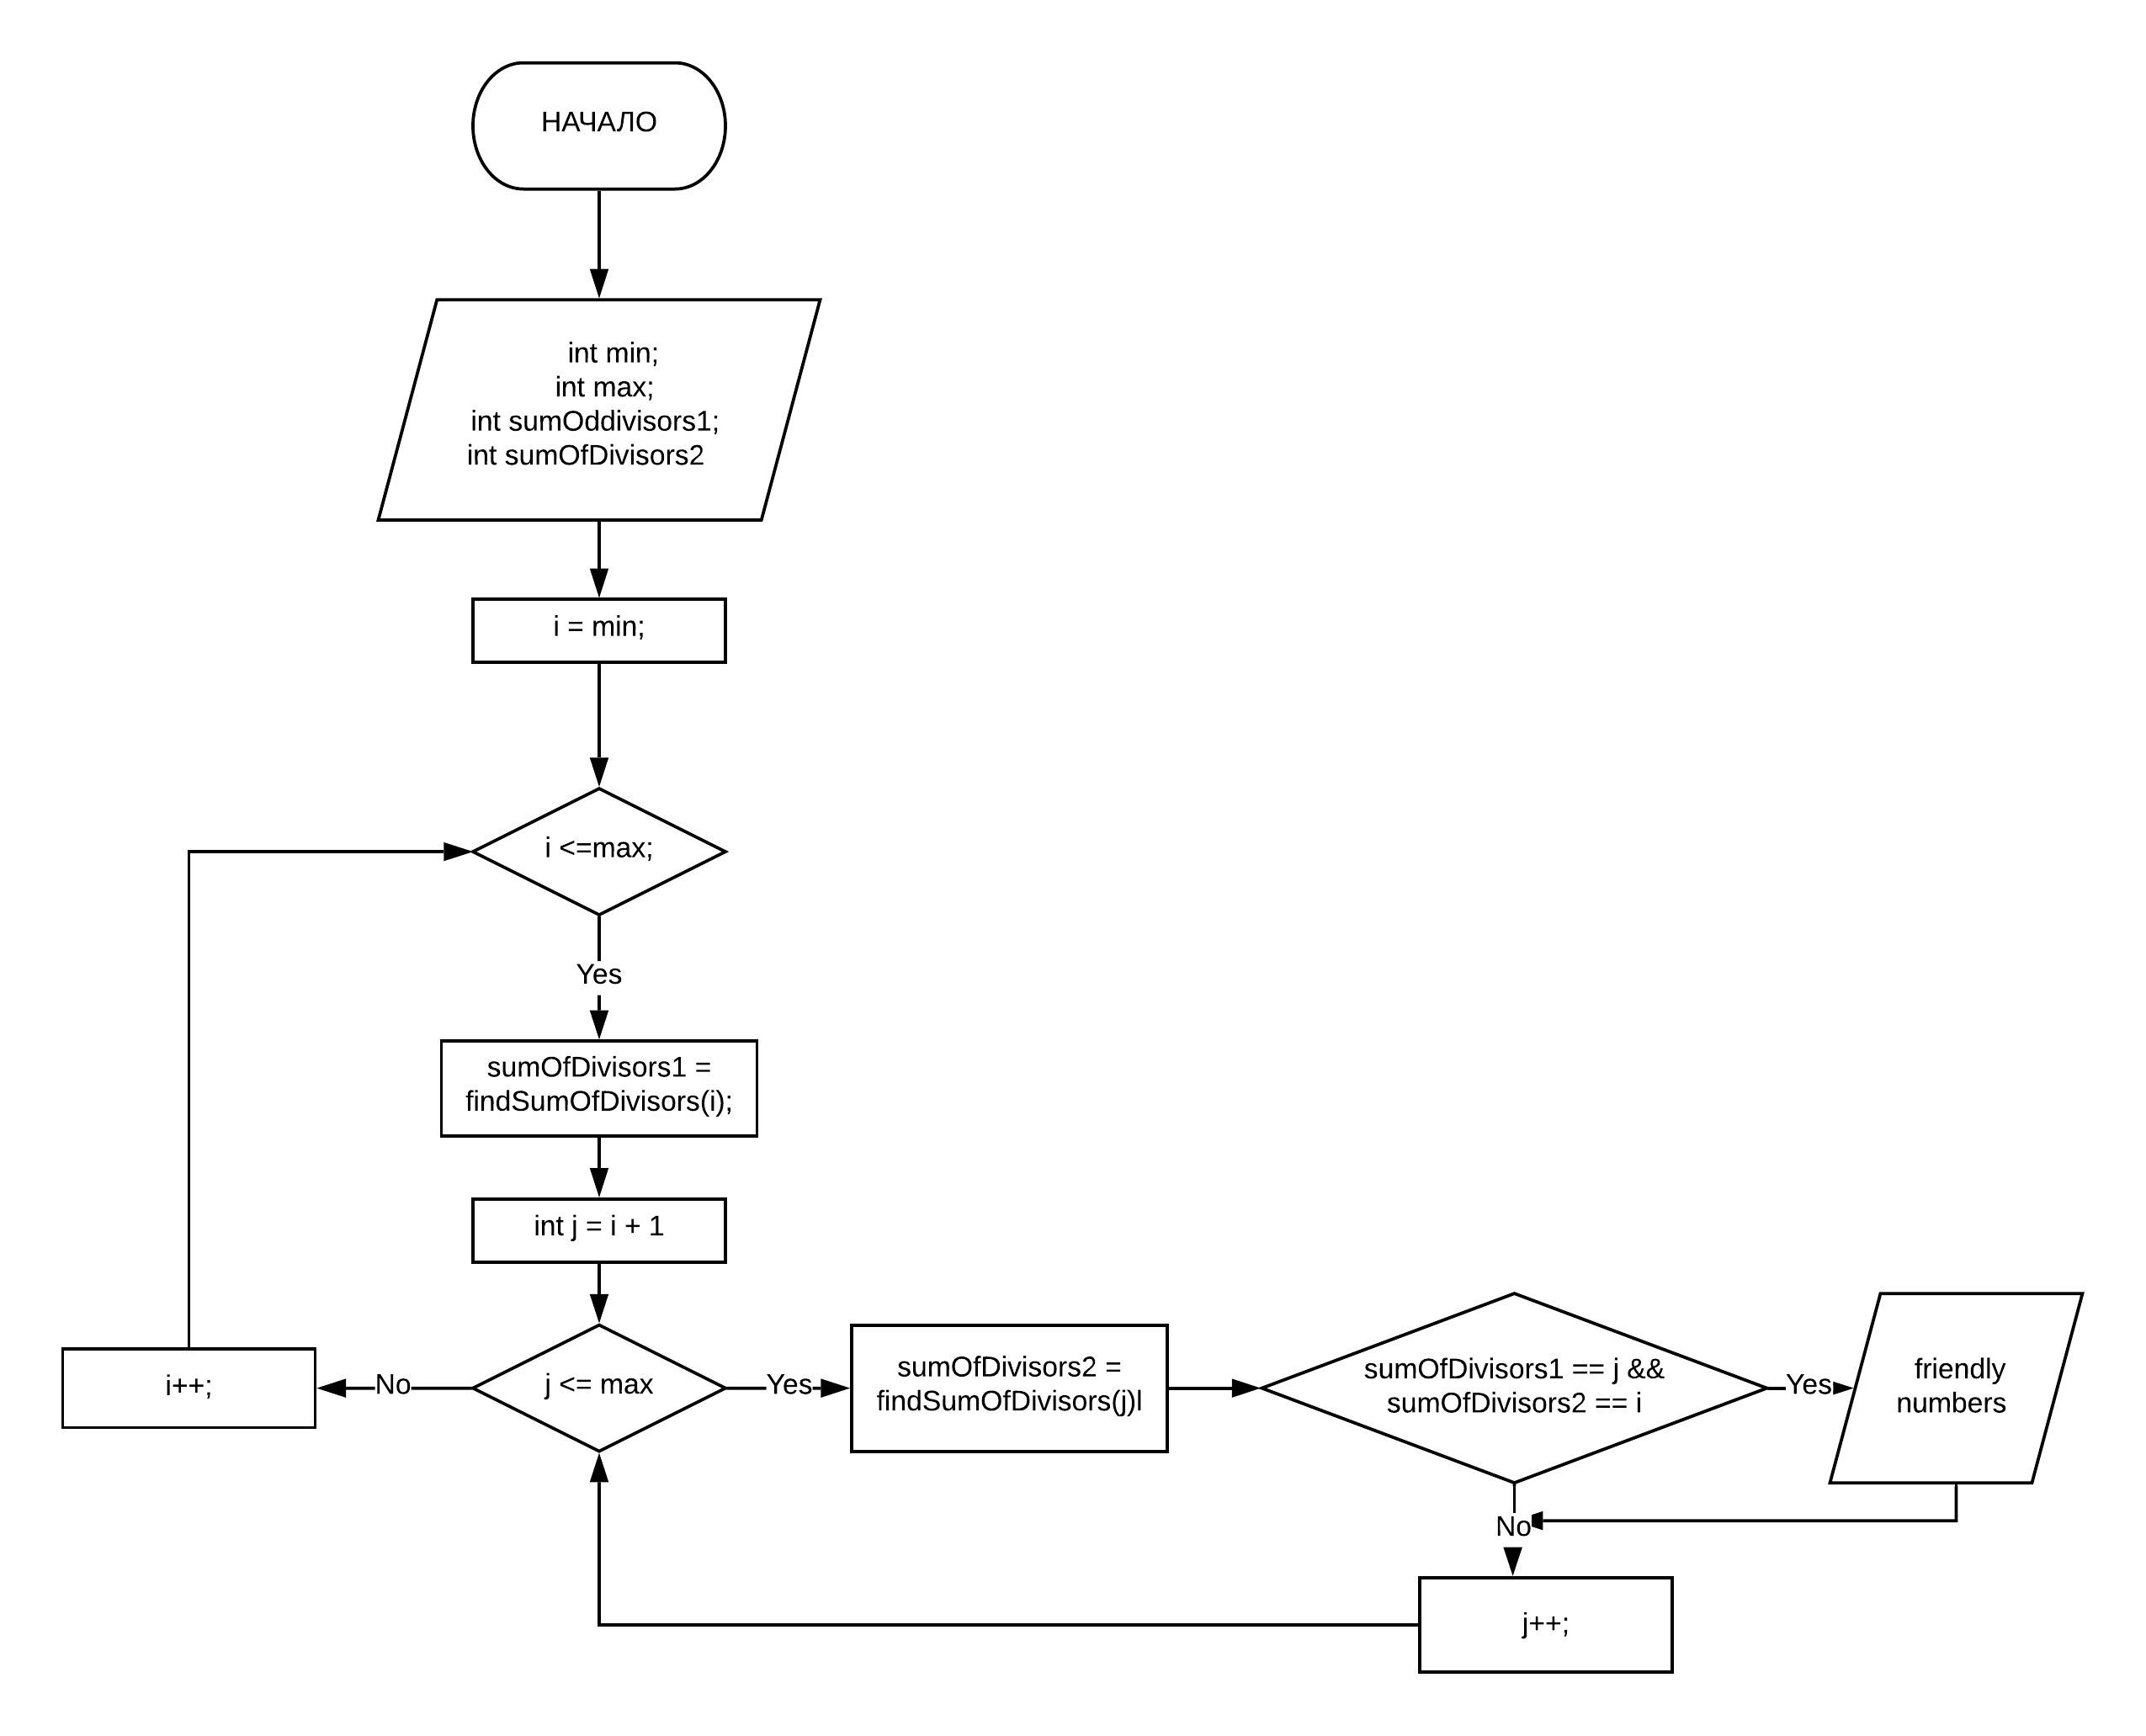 НАЧАЛО
int min;
int max;
int sumOddivisors1;
int sumOfDivisors2
i = min;
i <=max;
Yes
sumOfDivisors1 =
findSumOfDivisors(i);
int j = i + 1
j <= max
No
i++;
Yes
sumOfDivisors2 =
findSumOfDivisors(j)l
sumOfDivisors1 == j &&
sumOfDivisors2 == i
Yes
friendly
numbers
No
j++;